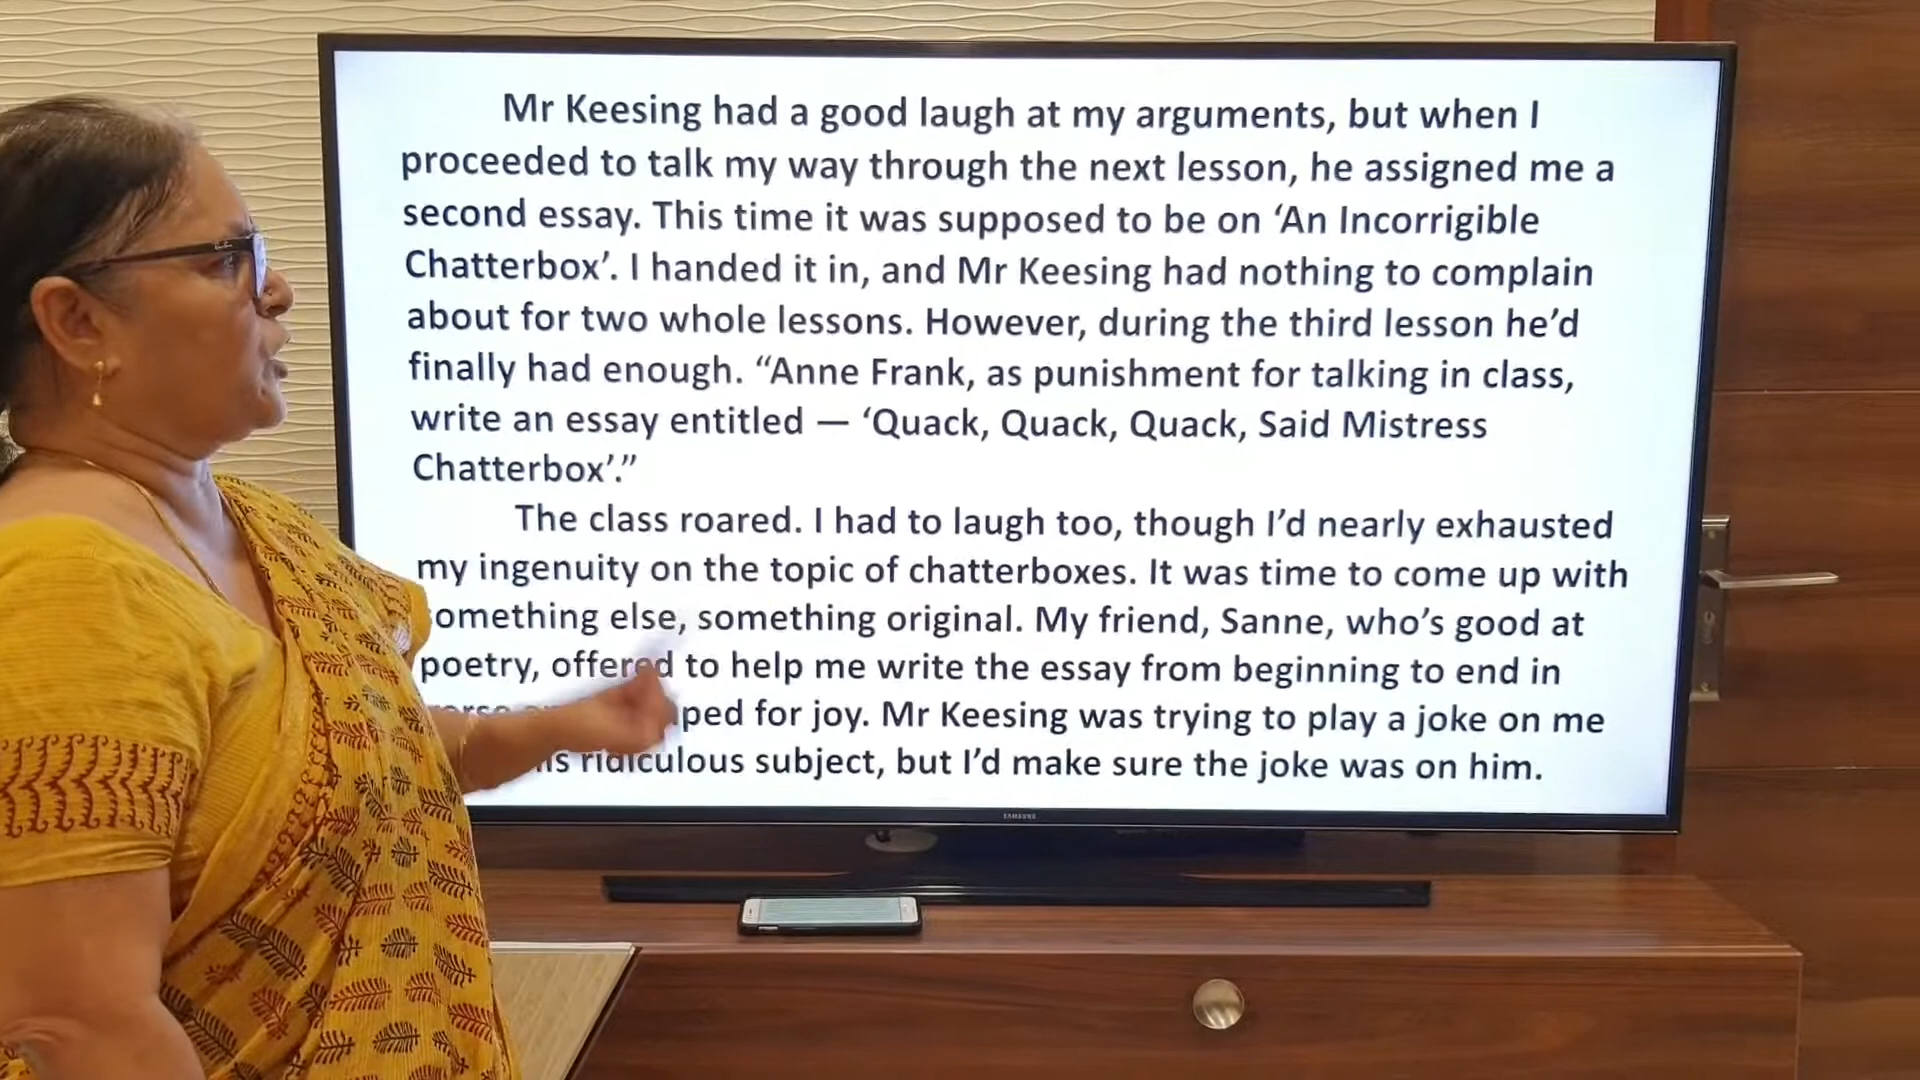 Mr Keesing had a good laugh at my arguments, but when I
proceeded to talk my way through the next lesson, he assigned me a
second essay. This time it was supposed to be on ‘An Incorrigible
Chatterbox’. I handed it in, and Mr Keesing had nothing to complain
about for two whole lessons. However, during the third lesson he’d
finally had enough. “Anne Frank, as punishment for talking in class,
write an essay entitled — ‘Quack, Quack, Quack, Said Mistress
Chatterbox’.”
The class roared. I had to laugh too, though I’d nearly exhausted
my ingenuity on the topic of chatterboxes. It was time to come up with
something else, something original. My friend, Sanne, who’s good at
poetry, offered to help me write the essay from beginning to end in
for joy. Mr Keesing was trying to play a joke on me
ridiculous subject, but I’d make sure the joke was on him.
SAMSUNG